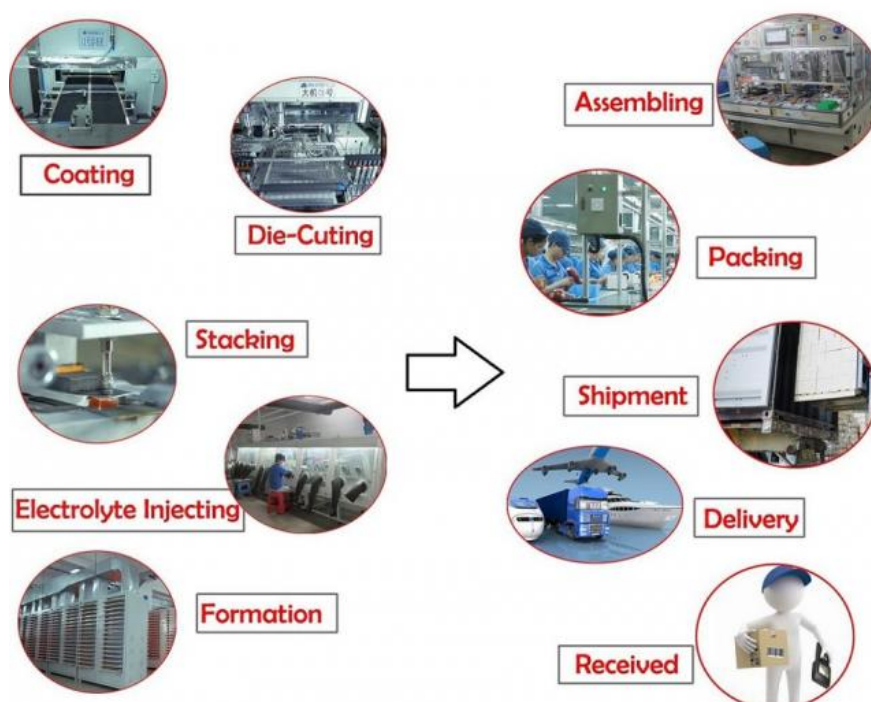 Coating
Die-Cuting
Stacking
Electrolyte Injecting
Formation
Assembling
Packing
Shipment
Delivery
Received